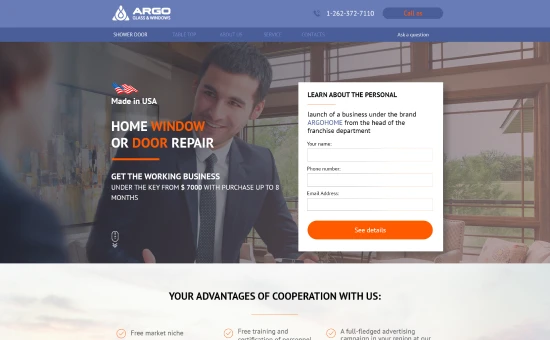 ARGO
GLASS & WINDOWS
1-262-372-7110
Call us
SHOWER DOOR
TABLE TOP
ABOUT US
SERVICE
CONTACTS
Ask a question
Made in USA
HOME WINDOW
OR DOOR REPAIR
GET THE WORKING BUSINESS
UNDER THE KEY FROM $ 7000 WITH PURCHASE UP TO 8
MONTHS
LEARN ABOUT THE PERSONAL
launch of a business under the brand
ARGOHOME from the head of the
franchise department
Your name:
Phone number:
Email Address:
See details
YOUR ADVANTAGES OF COOPERATION WITH US:
Free market niche
Free training and
certification of personnel
A full-fledged advertising
campaign in your region at our